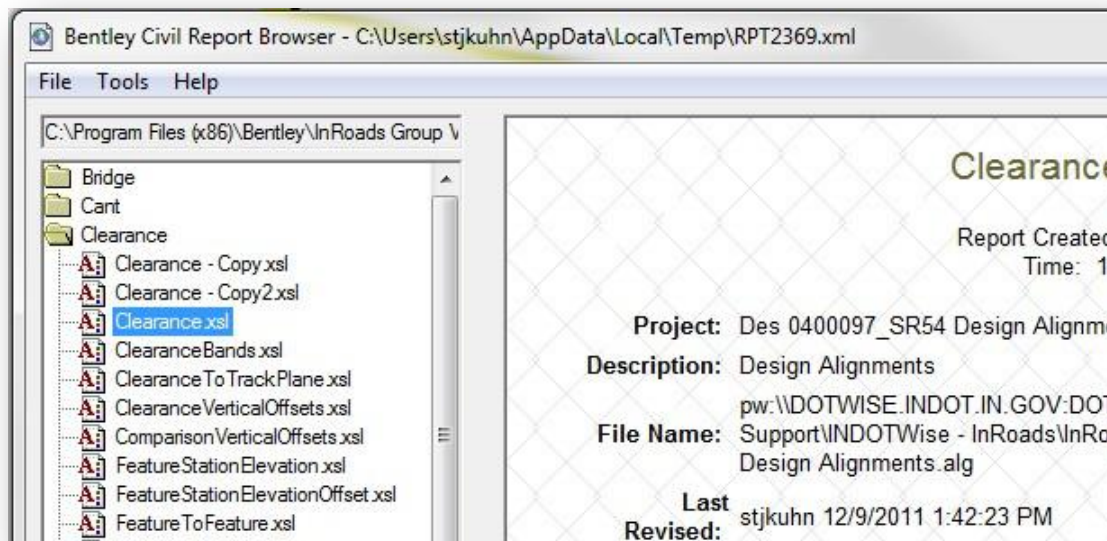 Bentley Civil Report Browser - C:\Users\stjkuhn\AppData\Local\Temp\RPT2369.xml
File Tools Help
C:\Program Files (x86)\Bentley\InRoads Group V
Bridge
Cant
Clearance
Clearance - Copy.xsl
Clearance - Copy2.xsl
Clearance.xsl
ClearanceBands.xsl
ClearanceToTrackPlane.xsl
ClearanceVerticalOffsets.xsl
ComparisonVerticalOffsets.xsl
FeatureStationElevation.xsl
FeatureStationElevationOffset.xsl
FeatureToFeature.xsl
Clearance
Report Created
Time: 1
Project: Des 0400097_SR54 Design Alignme
Description: Design Alignments
pw:\\DOTWISE.INDOT.IN.GOV:DOT
File Name: Support\INDOTWise - InRoads\InRo
Design Alignments.alg
Last
Revised: stjkuhn 12/9/2011 1:42:23 PM